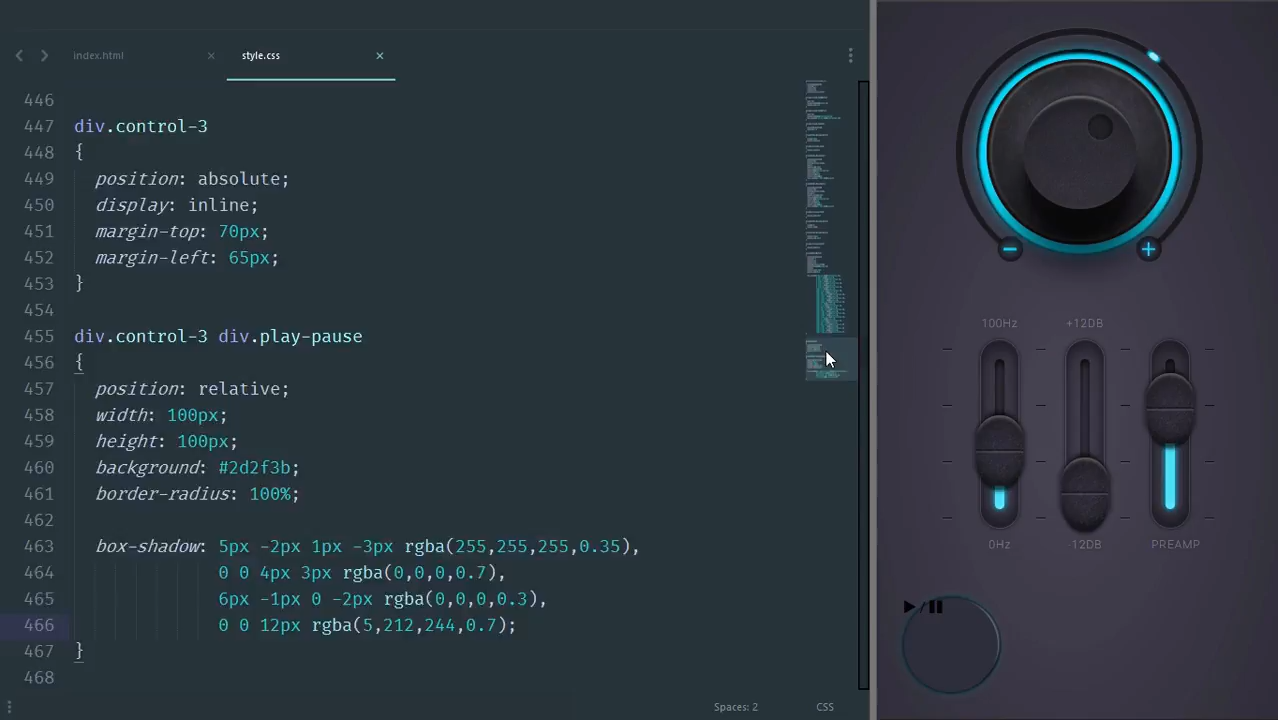 index.html × style.css ×
446
447 div.control-3
448 {
449 position: absolute;
450 display: inline;
451 margin-top: 70px;
452 margin-left: 65px;
453 }
454
455 div.control-3 div.play-pause
456 {
457 position: relative;
458 width: 100px;
459 height: 100px;
460 background: #2d2f3b;
461 border-radius: 100%;
462
463 box-shadow: 5px -2px 1px -3px rgba(255,255,255,0.35),
464 0 0 4px 3px rgba(0,0,0,0.7),
465 6px -1px 0 -2px rgba(0,0,0,0.3),
466 0 0 12px rgba(5,212,244,0.7);
467 }
468
Spaces: 2 CSS
− +
100Hz +12DB
0Hz -12DB PREAMP
/